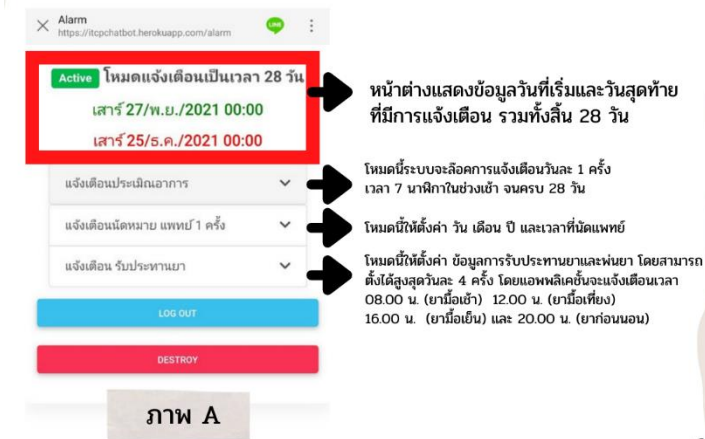 Alarm
https://itcpchatbot.herokuapp.com/alarm
LINE
Active โหมดแจ้งเตือนเป็นเวลา 28 วัน
เสาร์ 27/พ.ย./2021 00:00
เสาร์ 25/ธ.ค./2021 00:00
แจ้งเตือนประเมินอาการ
แจ้งเตือนนัดหมาย แพทย์ 1 ครั้ง
แจ้งเตือน รับประทานยา
LOG OUT
DESTROY
ภาพ A
หน้าต่างแสดงข้อมูลวันที่เริ่มและวันสุดท้าย
ที่มีการแจ้งเตือน รวมทั้งสิ้น 28 วัน
โหมดนี้ระบบจะล๊อคการแจ้งเตือนวันละ 1 ครั้ง
เวลา 7 นาฬิกาในช่วงเช้า จนครบ 28 วัน
โหมดนี้ให้ตั้งค่า วัน เดือน ปี และเวลาที่นัดแพทย์
โหมดนี้ให้ตั้งค่า ข้อมูลการรับประทานยาและพ่นยา โดยสามารถ
ตั้งได้สูงสุดวันละ 4 ครั้ง โดยแอพพลิเคชั่นจะแจ้งเตือนเวลา
08.00 น. (ยามื้อเช้า) 12.00 น. (ยามื้อเที่ยง)
16.00 น. (ยามื้อเย็น) และ 20.00 น. (ยาก่อนนอน)